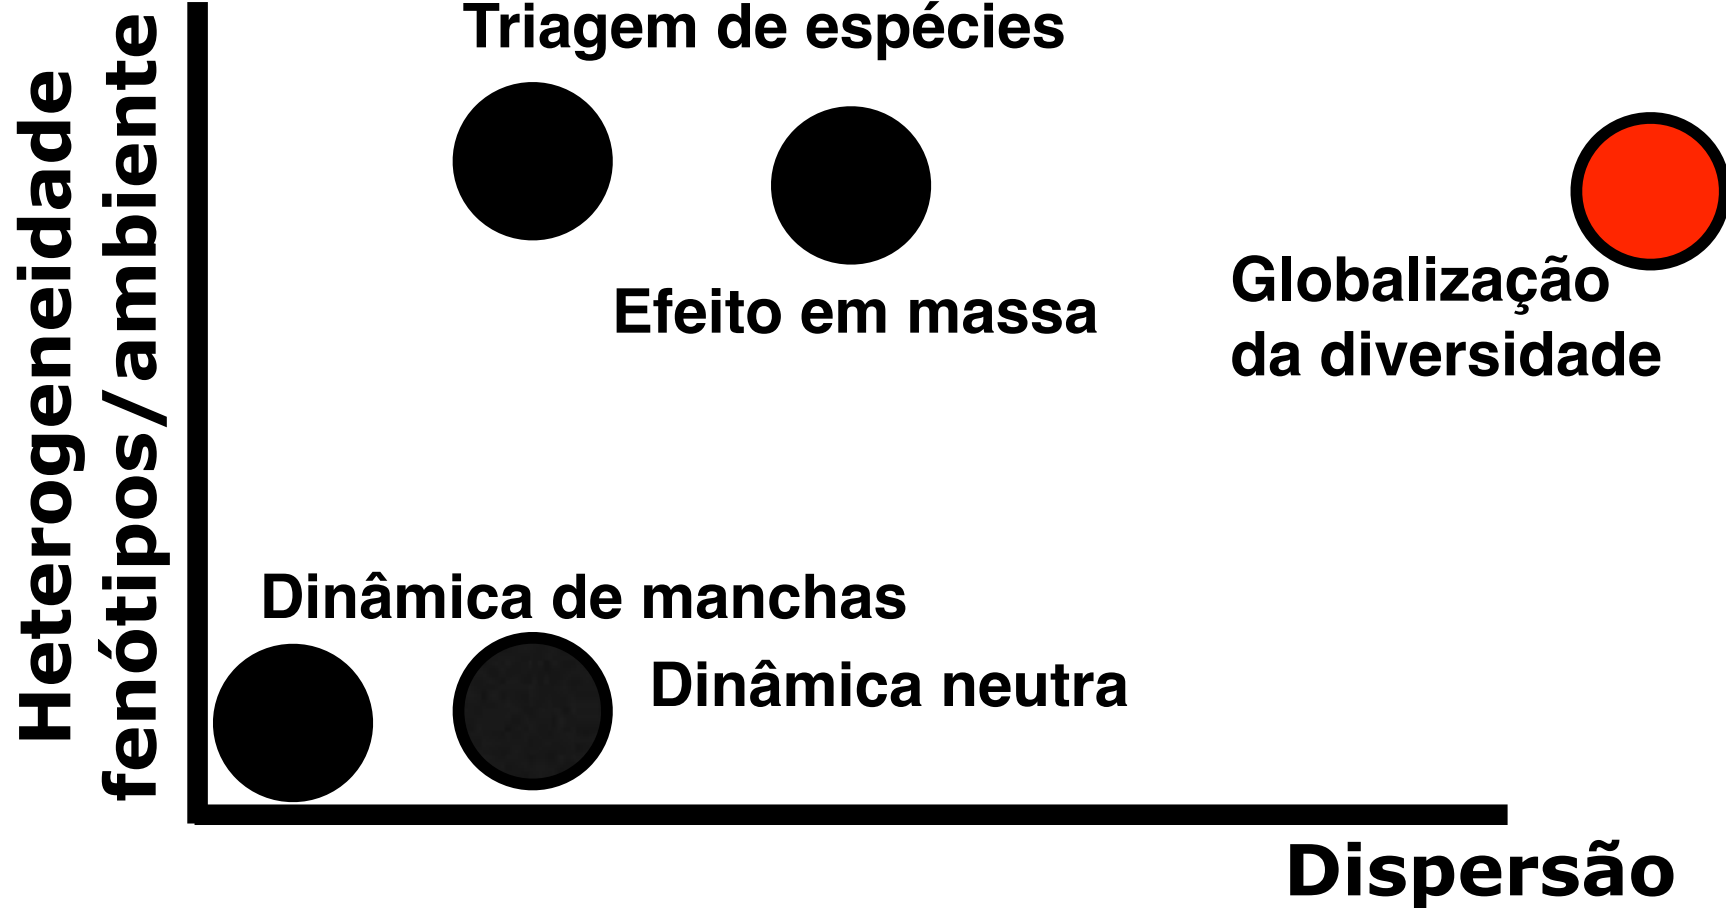 Heterogeneidade
fenótipos/ambiente
Triagem de espécies
Efeito em massa
Globalização
da diversidade
Dinâmica de manchas
Dinâmica neutra
Dispersão